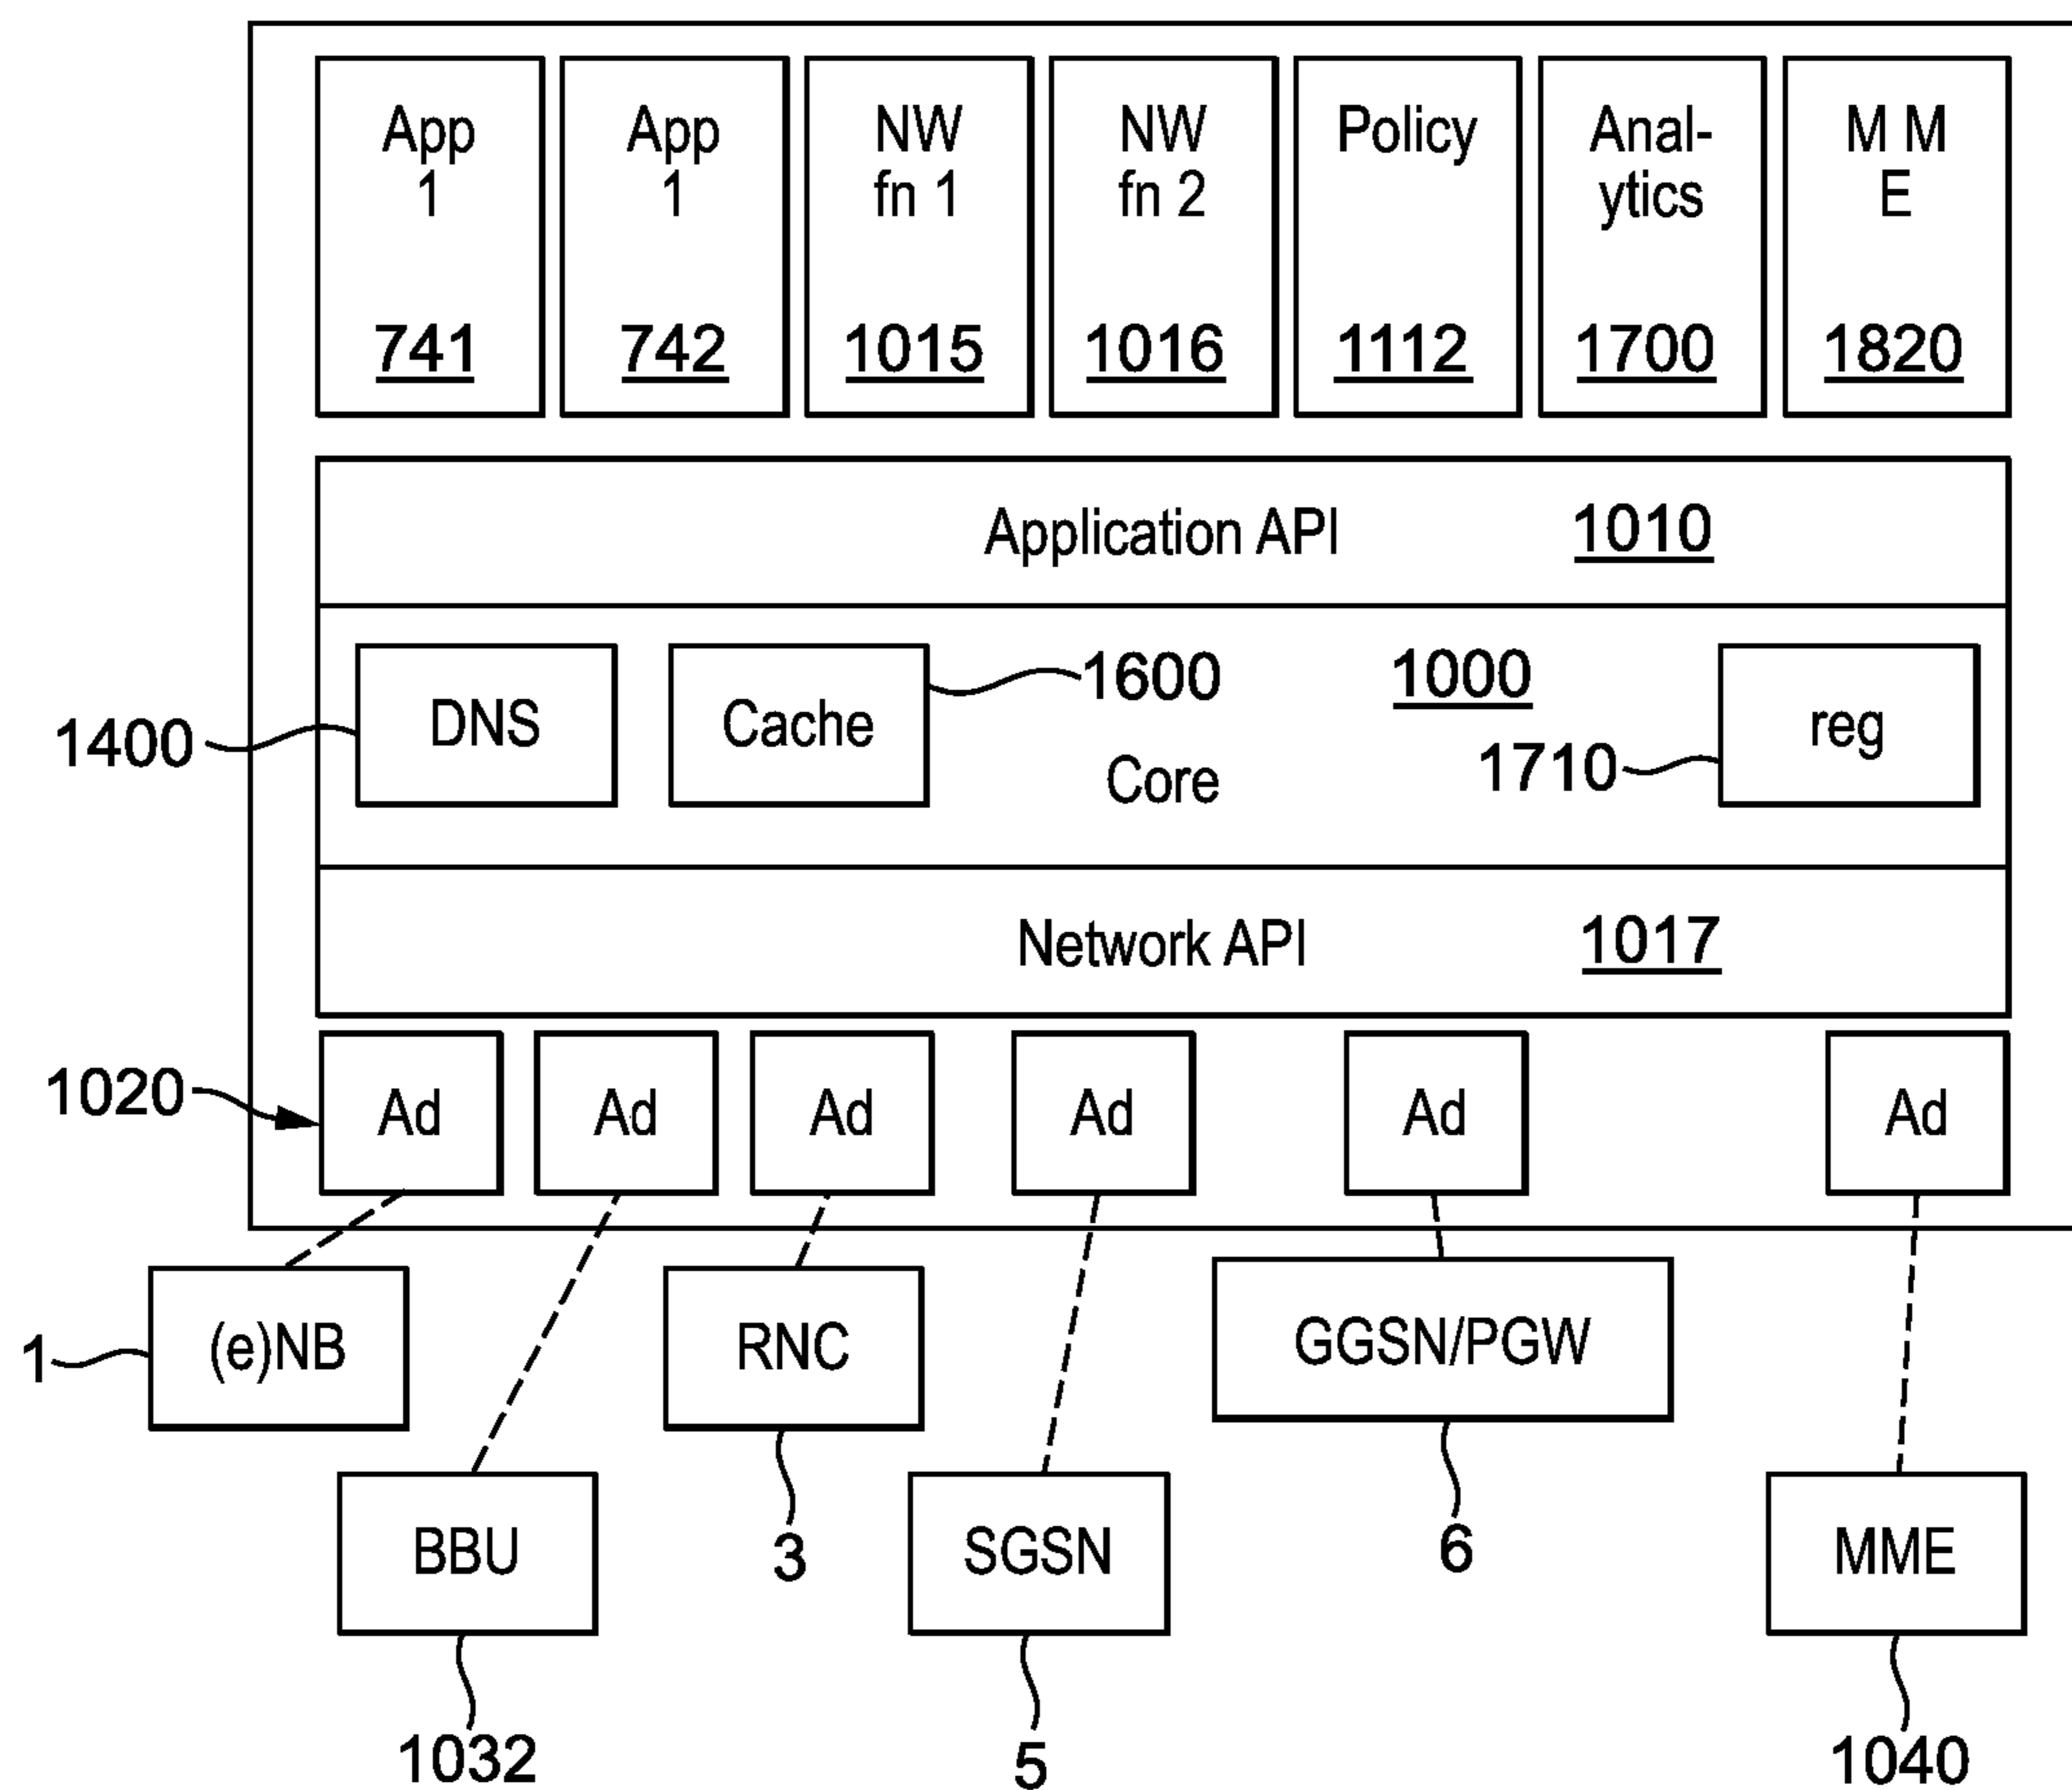 App
1
741
App
1
742
NW
fn 1
1015
NW
fn 2
1016
Policy
1112
Anal-
ytics
1700
M M
E
1820
Application API 1010
1400
DNS
Cache
1600
1000
Core
1710
reg
Network API 1017
1020
Ad
Ad
Ad
Ad
Ad
Ad
1
(e)NB
RNC
3
GGSN/PGW
6
BBU
1032
SGSN
5
MME
1040